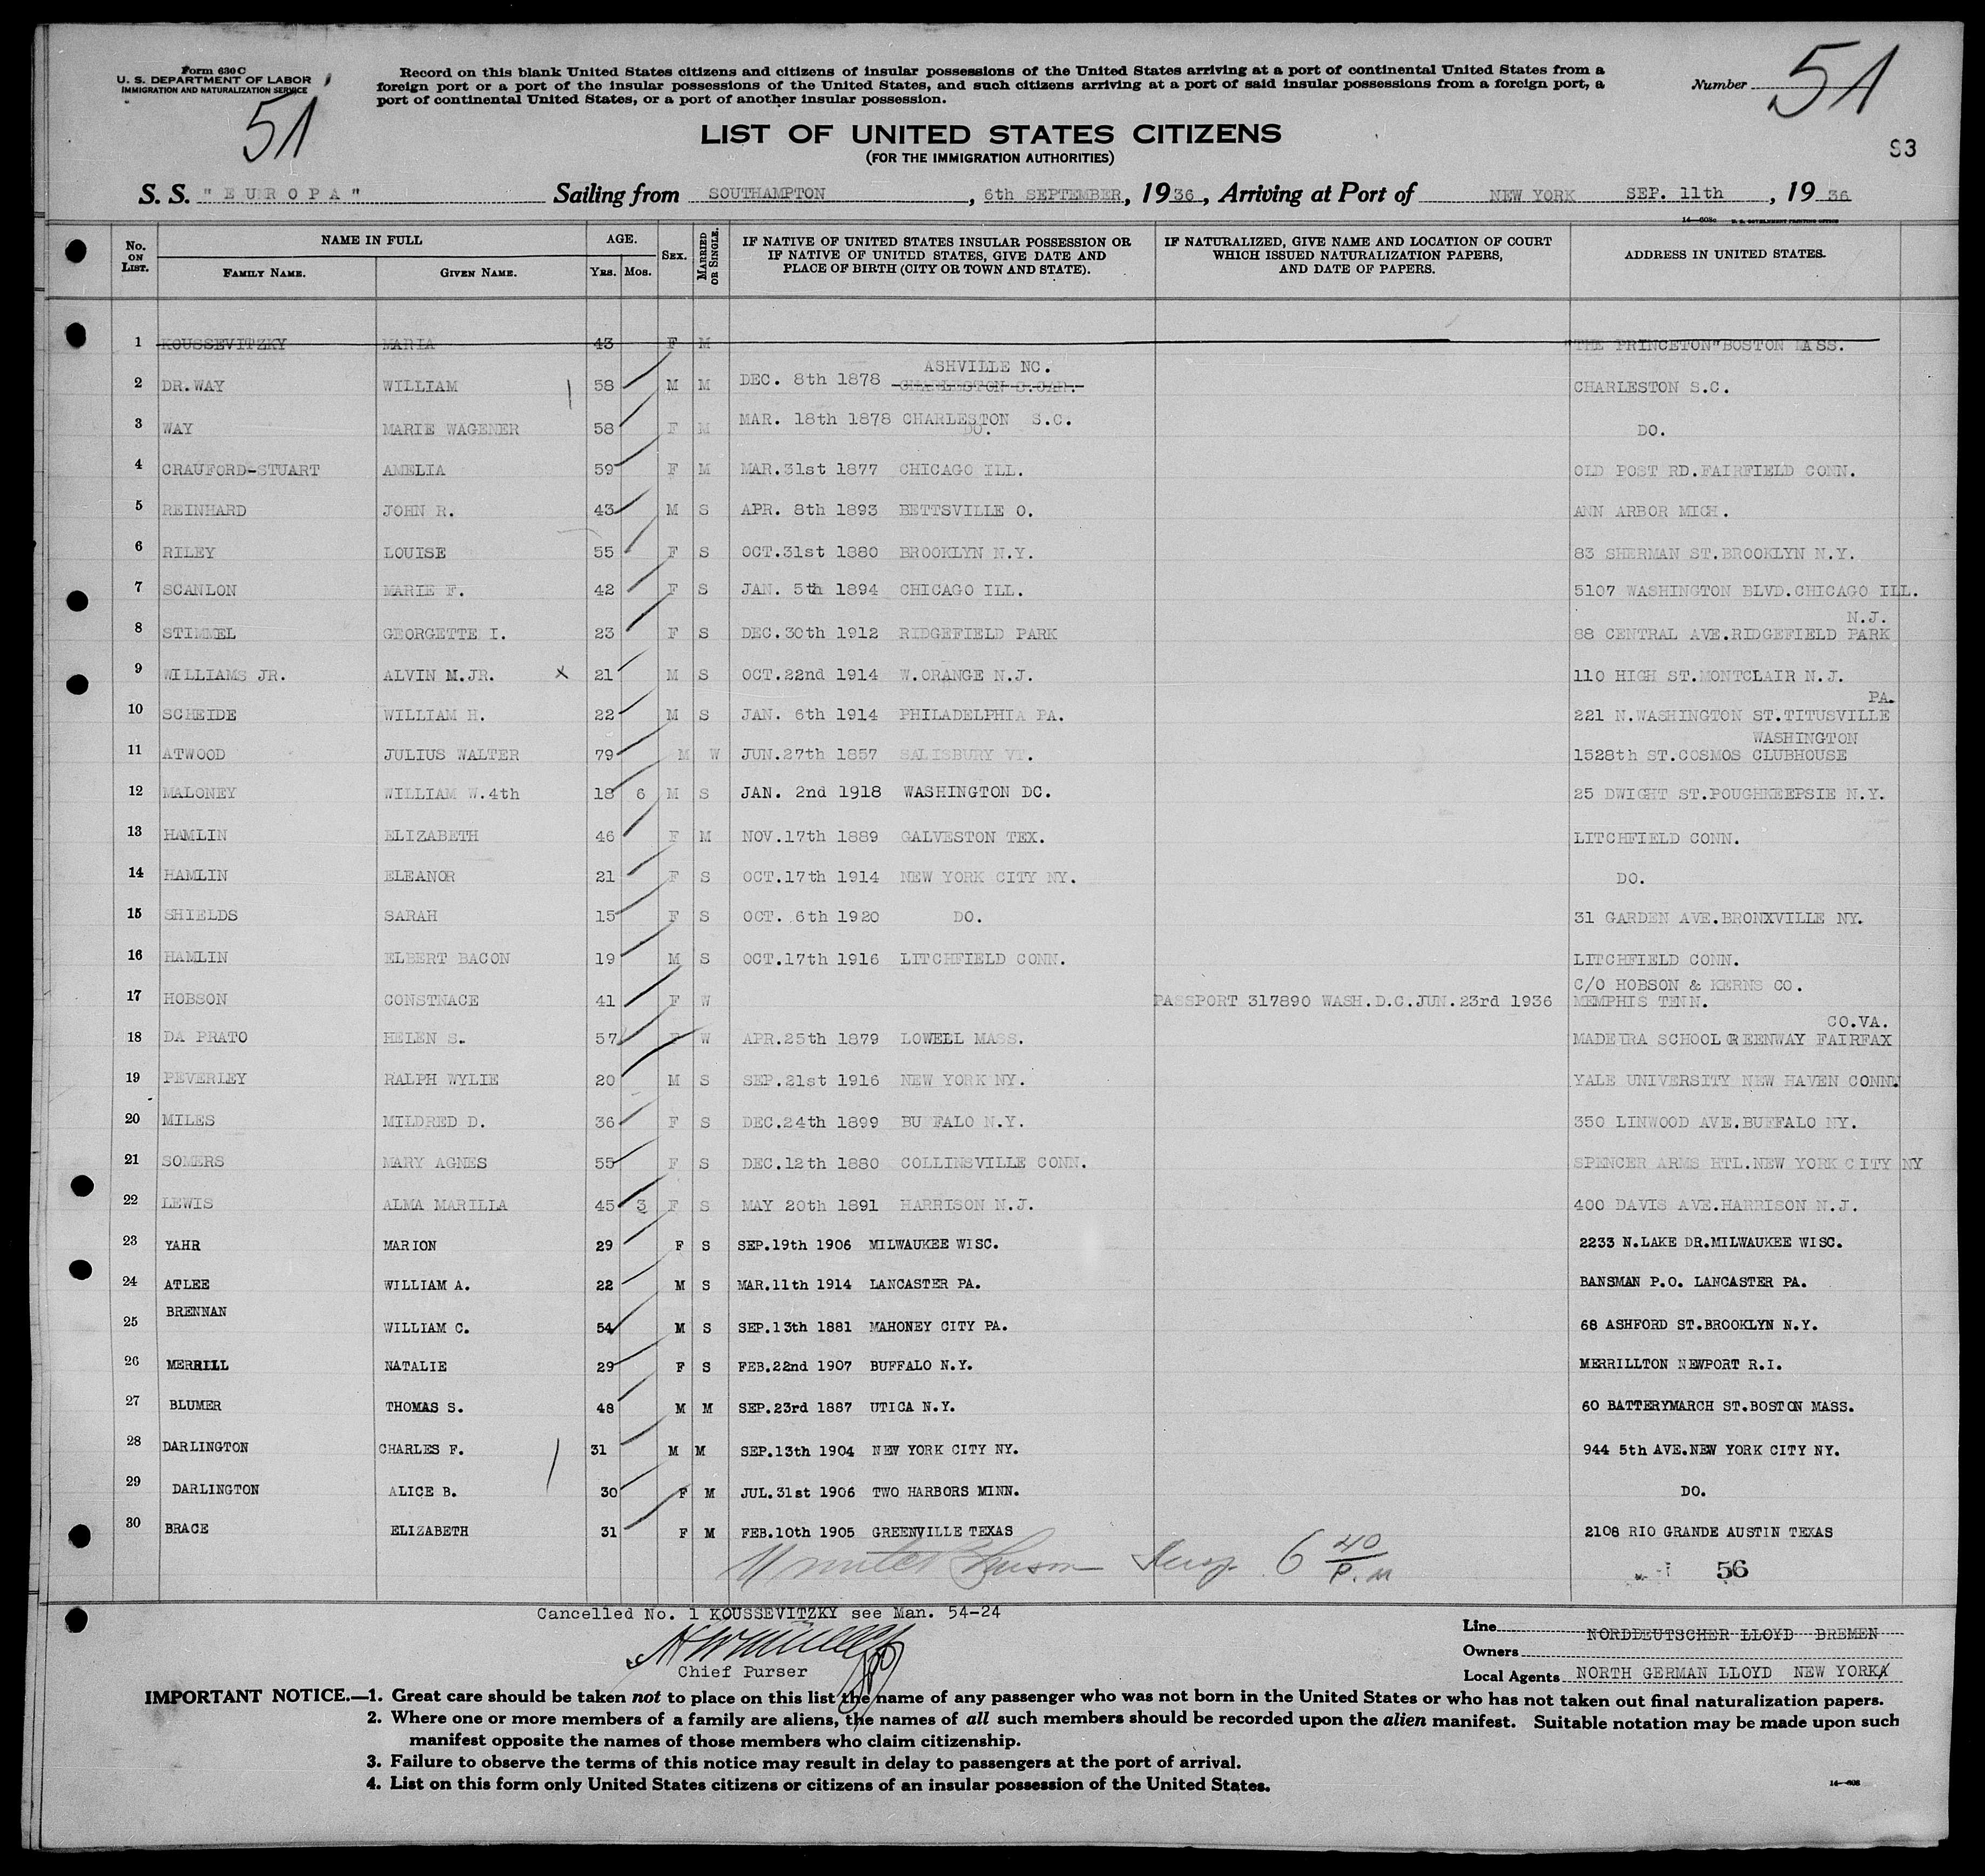 Form 630 C
U. S. DEPARTMENT OF LABOR
IMMIGRATION AND NATURALIZATION SERVICE
51
Record on this blank United States citizens and citizens of insular possessions of the United States arriving at a port of continental United States from a
foreign port or a port of the insular possessions of the United States, and such citizens arriving at a port of said insular possessions from a foreign port, a
port of continental United States, or a port of another insular possession.
Number 51
93
LIST OF UNITED STATES CITIZENS
(FOR THE IMMIGRATION AUTHORITIES)
S. S. "EUROPA" Sailing from SOUTHAMPTON, 6th SEPTEMBER, 1936, Arriving at Port of NEW YORK SEP. 11th, 1936
14—608c U. S. GOVERNMENT PRINTING OFFICE
No. ON LIST. NAME IN FULL FAMILY NAME. GIVEN NAME. AGE. YRS. MOS. SEX. MARRIED OR SINGLE. IF NATIVE OF UNITED STATES INSULAR POSSESSION OR IF NATIVE OF UNITED STATES, GIVE DATE AND PLACE OF BIRTH (CITY OR TOWN AND STATE). IF NATURALIZED, GIVE NAME AND LOCATION OF COURT WHICH ISSUED NATURALIZATION PAPERS, AND DATE OF PAPERS. ADDRESS IN UNITED STATES.
1 KOUSSEVITZKY MARIA 43 F M "THE PRINCETON" BOSTON MASS.
ASHVILLE NC.
2 DR.WAY WILLIAM 58 M M DEC. 8th 1878 CHARLESTON S.CAR. CHARLESTON S.C.
3 WAY MARIE WAGENER 58 F M MAR. 18th 1878 CHARLESTON S.C. DO. DO.
4 CRAUFORD-STUART AMELIA 59 F M MAR.31st 1877 CHICAGO ILL. OLD POST RD.FAIRFIELD CONN.
5 REINHARD JOHN R. 43 M S APR. 8th 1893 BETTSVILLE O. ANN ARBOR MICH.
6 RILEY LOUISE 55 F S OCT.31st 1880 BROOKLYN N.Y. 83 SHERMAN ST.BROOKLYN N.Y.
7 SCANLON MARIE F. 42 F S JAN. 5th 1894 CHICAGO ILL. 5107 WASHINGTON BLVD.CHICAGO ILL.
N.J.
8 STIMMEL GEORGETTE I. 23 F S DEC.30th 1912 RIDGEFIELD PARK 88 CENTRAL AVE.RIDGEFIELD PARK
9 WILLIAMS JR. ALVIN M.JR. X 21 M S OCT.22nd 1914 W.ORANGE N.J. 110 HIGH ST.MONTCLAIR N.J.
PA.
10 SCHEIDE WILLIAM H. 22 M S JAN. 6th 1914 PHILADELPHIA PA. 221 N.WASHINGTON ST.TITUSVILLE
WASHINGTON
11 ATWOOD JULIUS WALTER 79 M W JUN.27th 1857 SALISBURY VT. 1528th ST.COSMOS CLUBHOUSE
12 MALONEY WILLIAM W.4th 18 6 M S JAN. 2nd 1918 WASHINGTON DC. 25 DWIGHT ST.POUGHKEEPSIE N.Y.
13 HAMLIN ELIZABETH 46 F M NOV.17th 1889 GALVESTON TEX. LITCHFIELD CONN.
14 HAMLIN ELEANOR 21 F S OCT.17th 1914 NEW YORK CITY NY. DO.
15 SHIELDS SARAH 15 F S OCT. 6th 1920 DO. 31 GARDEN AVE.BRONXVILLE NY.
16 HAMLIN ELBERT BACON 19 M S OCT.17th 1916 LITCHFIELD CONN. LITCHFIELD CONN.
C/O HOBSON & KERNS CO.
17 HOBSON CONSTNACE 41 F W PASSPORT 317890 WASH.D.C.JUN.23rd 1936 MEMPHIS TENN.
CO.VA.
18 DA PRATO HELEN S. 57 F W APR.25th 1879 LOWELL MASS. MADEIRA SCHOOL GREENWAY FAIRFAX
19 PEVERLEY RALPH WYLIE 20 M S SEP.21st 1916 NEW YORK NY. YALE UNIVERSITY NEW HAVEN CONN.
20 MILES MILDRED D. 36 F S DEC.24th 1899 BUFFALO N.Y. 350 LINWOOD AVE.BUFFALO NY.
21 SOMERS MARY AGNES 55 F S DEC.12th 1880 COLLINSVILLE CONN. SPENCER ARMS HTL.NEW YORK CITY NY
22 LEWIS ALMA MARILLA 45 3 F S MAY 20th 1891 HARRISON N.J. 400 DAVIS AVE.HARRISON N.J.
23 YAHR MARION 29 F S SEP.19th 1906 MILWAUKEE WISC. 2233 N.LAKE DR.MILWAUKEE WISC.
24 ATLEE WILLIAM A. 22 M S MAR.11th 1914 LANCASTER PA. BANSMAN P.O. LANCASTER PA.
25 BRENNAN WILLIAM C. 54 M S SEP.13th 1881 MAHONEY CITY PA. 68 ASHFORD ST.BROOKLYN N.Y.
26 MERRILL NATALIE 29 F S FEB.22nd 1907 BUFFALO N.Y. MERRILLTON NEWPORT R.I.
27 BLUMER THOMAS S. 48 M M SEP.23rd 1887 UTICA N.Y. 60 BATTERYMARCH ST.BOSTON MASS.
28 DARLINGTON CHARLES F. 31 M M SEP.13th 1904 NEW YORK CITY NY. 944 5th AVE.NEW YORK CITY NY.
29 DARLINGTON ALICE B. 30 F M JUL.31st 1906 TWO HARBORS MINN. DO.
30 BRACE ELIZABETH 31 F M FEB.10th 1905 GREENVILLE TEXAS 2108 RIO GRANDE AUSTIN TEXAS
6 40 P.M
56
Cancelled No. 1 KOUSSEVITZKY see Man. 54-24
Chief Purser
Line NORDDEUTSCHER LLOYD BREMEN
Owners
Local Agents NORTH GERMAN LLOYD NEW YORK
IMPORTANT NOTICE.—1. Great care should be taken not to place on this list the name of any passenger who was not born in the United States or who has not taken out final naturalization papers.
2. Where one or more members of a family are aliens, the names of all such members should be recorded upon the alien manifest. Suitable notation may be made upon such
manifest opposite the names of those members who claim citizenship.
3. Failure to observe the terms of this notice may result in delay to passengers at the port of arrival.
4. List on this form only United States citizens or citizens of an insular possession of the United States.
14—608